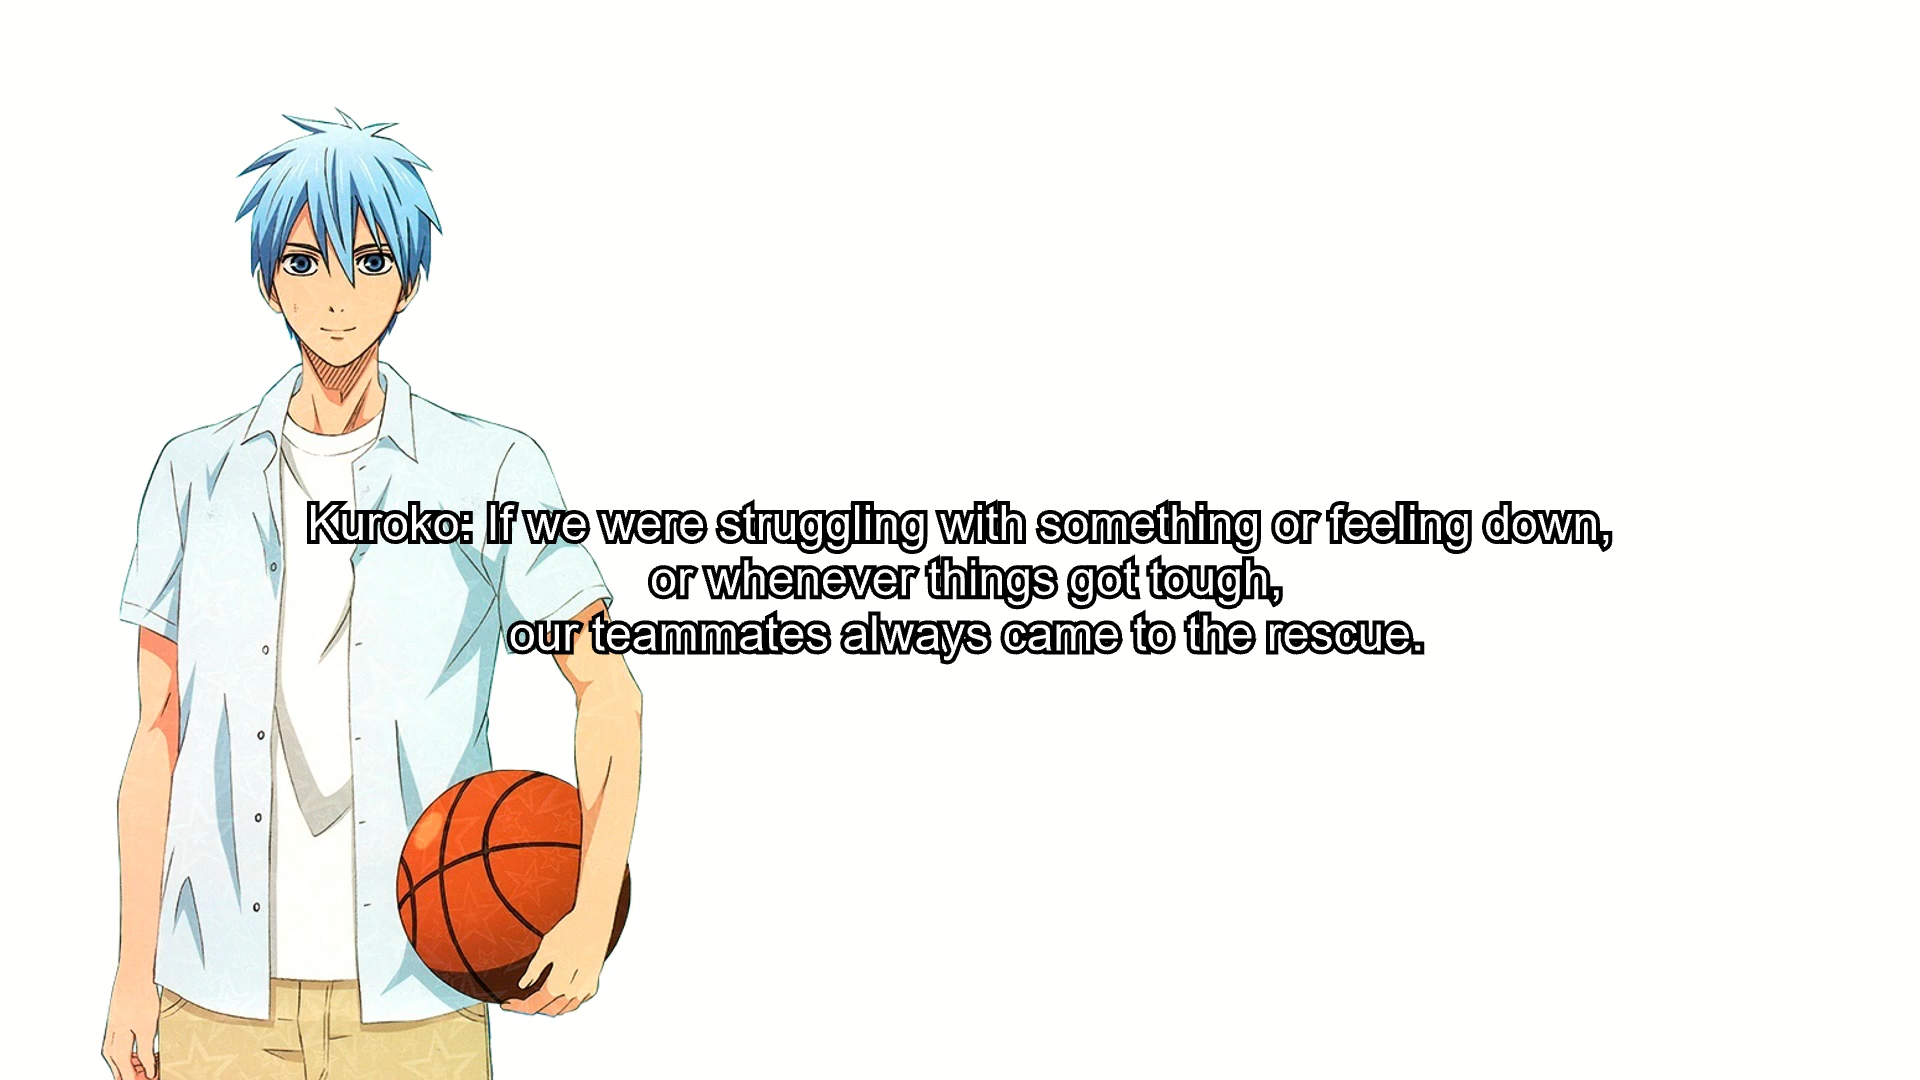 Kuroko: If we were struggling with something or feeling down,
or whenever things got tough,
our teammates always came to the rescue.